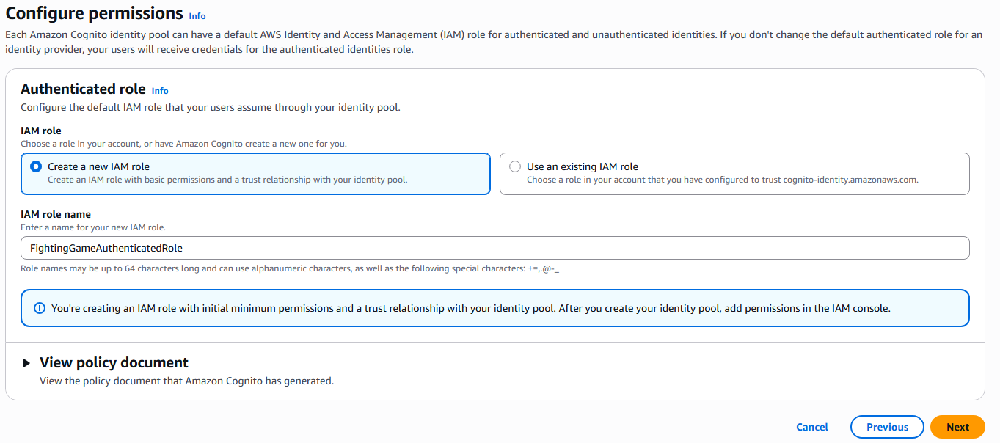 Configure permissions Info
Each Amazon Cognito identity pool can have a default AWS Identity and Access Management (IAM) role for authenticated and unauthenticated identities. If you don't change the default authenticated role for an
identity provider, your users will receive credentials for the authenticated identities role.
Authenticated role Info
Configure the default IAM role that your users assume through your identity pool.
IAM role
Choose a role in your account, or have Amazon Cognito create a new one for you.
Create a new IAM role
Create an IAM role with basic permissions and a trust relationship with your identity pool.
Use an existing IAM role
Choose a role in your account that you have configured to trust cognito-identity.amazonaws.com.
IAM role name
Enter a name for your new IAM role.
FightingGameAuthenticatedRole
Role names may be up to 64 characters long and can use alphanumeric characters, as well as the following special characters: +=,.@-_
You're creating an IAM role with initial minimum permissions and a trust relationship with your identity pool. After you create your identity pool, add permissions in the IAM console.
View policy document
View the policy document that Amazon Cognito has generated.
Cancel Previous Next